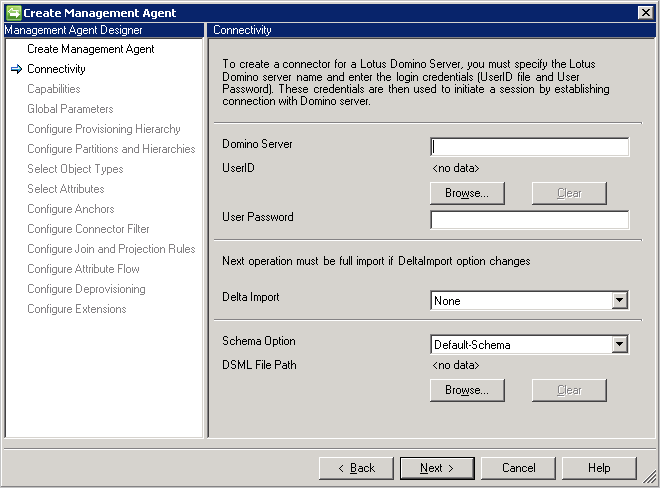 Create Management Agent
Management Agent Designer
Create Management Agent
Connectivity
Capabilities
Global Parameters
Configure Provisioning Hierarchy
Configure Partitions and Hierarchies
Select Object Types
Select Attributes
Configure Anchors
Configure Connector Filter
Configure Join and Projection Rules
Configure Attribute Flow
Configure Deprovisioning
Configure Extensions
Connectivity
To create a connector for a Lotus Domino Server, you must specify the Lotus
Domino server name and enter the login credentials (UserID file and User
Password). These credentials are then used to initiate a session by establishing
connection with Domino server.
Domino Server
UserID <no data>
Browse... Clear
User Password
Next operation must be full import if DeltaImport option changes
Delta Import None
Schema Option Default-Schema
DSML File Path <no data>
Browse... Clear
< Back Next > Cancel Help